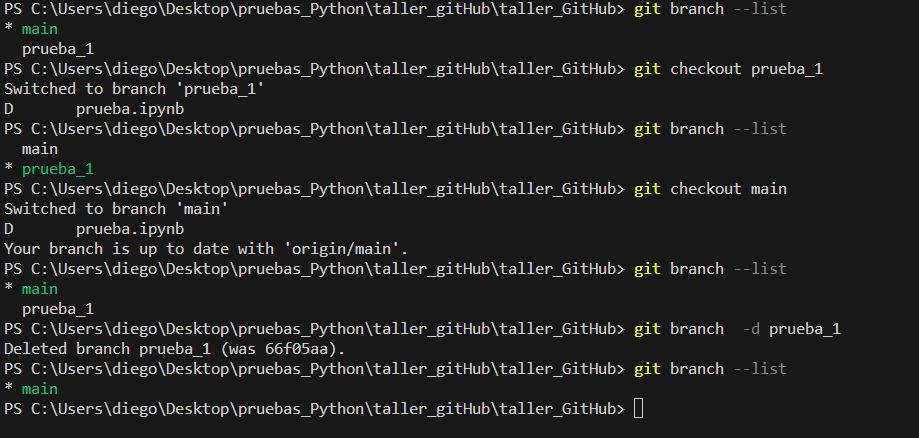 PS C:\Users\diego\Desktop\pruebas_Python\taller_gitHub\taller_GitHub> git branch --list
* main
  prueba_1
PS C:\Users\diego\Desktop\pruebas_Python\taller_gitHub\taller_GitHub> git checkout prueba_1
Switched to branch 'prueba_1'
D       prueba.ipynb
PS C:\Users\diego\Desktop\pruebas_Python\taller_gitHub\taller_GitHub> git branch --list
  main
* prueba_1
PS C:\Users\diego\Desktop\pruebas_Python\taller_gitHub\taller_GitHub> git checkout main
Switched to branch 'main'
D       prueba.ipynb
Your branch is up to date with 'origin/main'.
PS C:\Users\diego\Desktop\pruebas_Python\taller_gitHub\taller_GitHub> git branch --list
* main
  prueba_1
PS C:\Users\diego\Desktop\pruebas_Python\taller_gitHub\taller_GitHub> git branch  -d prueba_1
Deleted branch prueba_1 (was 66f05aa).
PS C:\Users\diego\Desktop\pruebas_Python\taller_gitHub\taller_GitHub> git branch --list
* main
PS C:\Users\diego\Desktop\pruebas_Python\taller_gitHub\taller_GitHub>